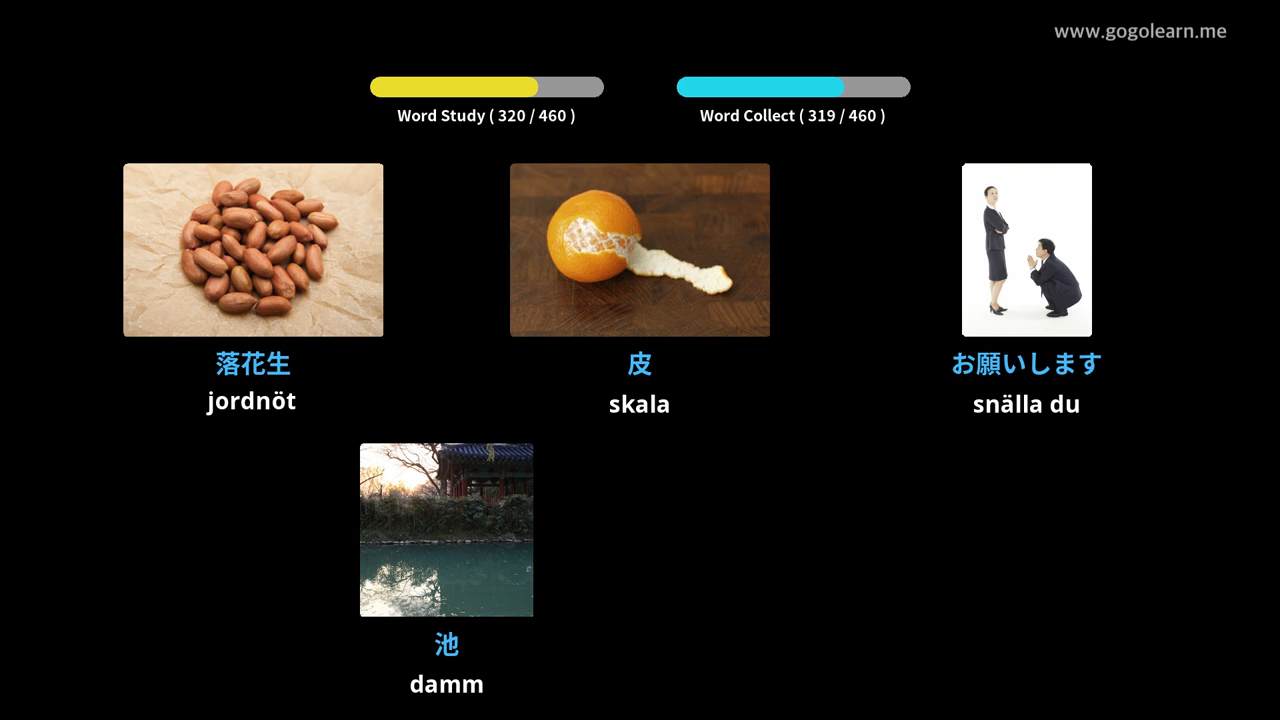 www.gogolearn.me
Word Study ( 320 / 460 )
Word Collect ( 319 / 460 )
落花生
jordnöt
皮
skala
お願いします
snälla du
池
damm